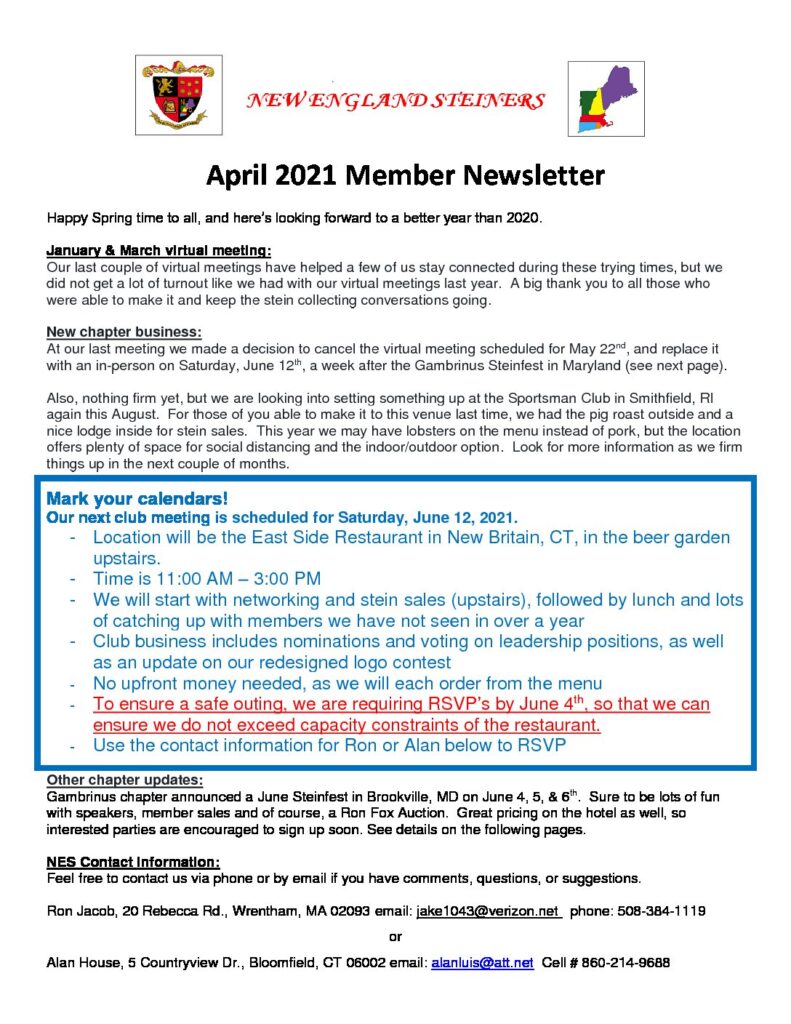 NEW ENGLAND STEINERS
April 2021 Member Newsletter
Happy Spring time to all, and here's looking forward to a better year than 2020.
January & March virtual meeting:
Our last couple of virtual meetings have helped a few of us stay connected during these trying times, but we
did not get a lot of turnout like we had with our virtual meetings last year. A big thank you to all those who
were able to make it and keep the stein collecting conversations going.
New chapter business:
At our last meeting we made a decision to cancel the virtual meeting scheduled for May 22nd, and replace it
with an in-person on Saturday, June 12th, a week after the Gambrinus Steinfest in Maryland (see next page).
Also, nothing firm yet, but we are looking into setting something up at the Sportsman Club in Smithfield, RI
again this August. For those of you able to make it to this venue last time, we had the pig roast outside and a
nice lodge inside for stein sales. This year we may have lobsters on the menu instead of pork, but the location
offers plenty of space for social distancing and the indoor/outdoor option. Look for more information as we firm
things up in the next couple of months.
Mark your calendars!
Our next club meeting is scheduled for Saturday, June 12, 2021.
- Location will be the East Side Restaurant in New Britain, CT, in the beer garden
upstairs.
- Time is 11:00 AM – 3:00 PM
- We will start with networking and stein sales (upstairs), followed by lunch and lots
of catching up with members we have not seen in over a year
- Club business includes nominations and voting on leadership positions, as well
as an update on our redesigned logo contest
- No upfront money needed, as we will each order from the menu
- To ensure a safe outing, we are requiring RSVP's by June 4th, so that we can
ensure we do not exceed capacity constraints of the restaurant.
- Use the contact information for Ron or Alan below to RSVP
Other chapter updates:
Gambrinus chapter announced a June Steinfest in Brookville, MD on June 4, 5, & 6th. Sure to be lots of fun
with speakers, member sales and of course, a Ron Fox Auction. Great pricing on the hotel as well, so
interested parties are encouraged to sign up soon. See details on the following pages.
NES Contact Information:
Feel free to contact us via phone or by email if you have comments, questions, or suggestions.
Ron Jacob, 20 Rebecca Rd., Wrentham, MA 02093 email: jake1043@verizon.net phone: 508-384-1119
or
Alan House, 5 Countryview Dr., Bloomfield, CT 06002 email: alanluis@att.net Cell # 860-214-9688